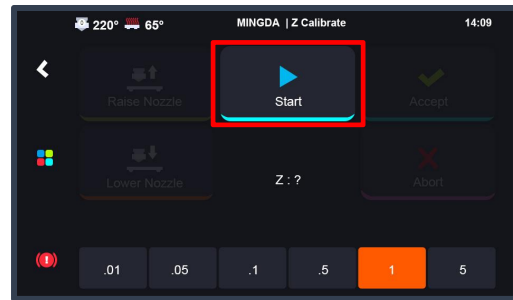 220° 65° MINGDA | Z Calibrate 14:09
Raise Nozzle Start Accept
Lower Nozzle Z : ? Abort
.01 .05 .1 .5 1 5